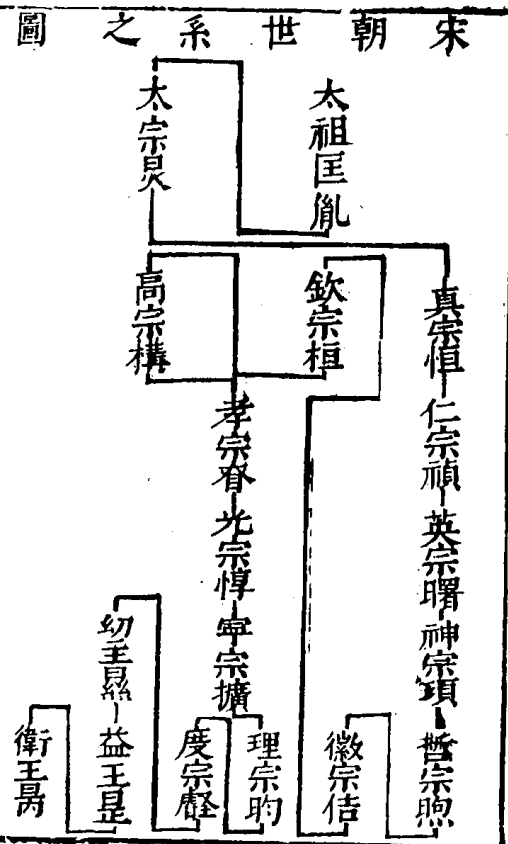 宋朝世系之圖
太祖匡胤
太宗炅
真宗恒
仁宗禎
英宗曙
神宗頊
哲宗煦
徽宗佶
欽宗桓
高宗構
孝宗眘
光宗惇
寧宗擴
理宗昀
度宗
幼主㬎
益王昰
衛王昺